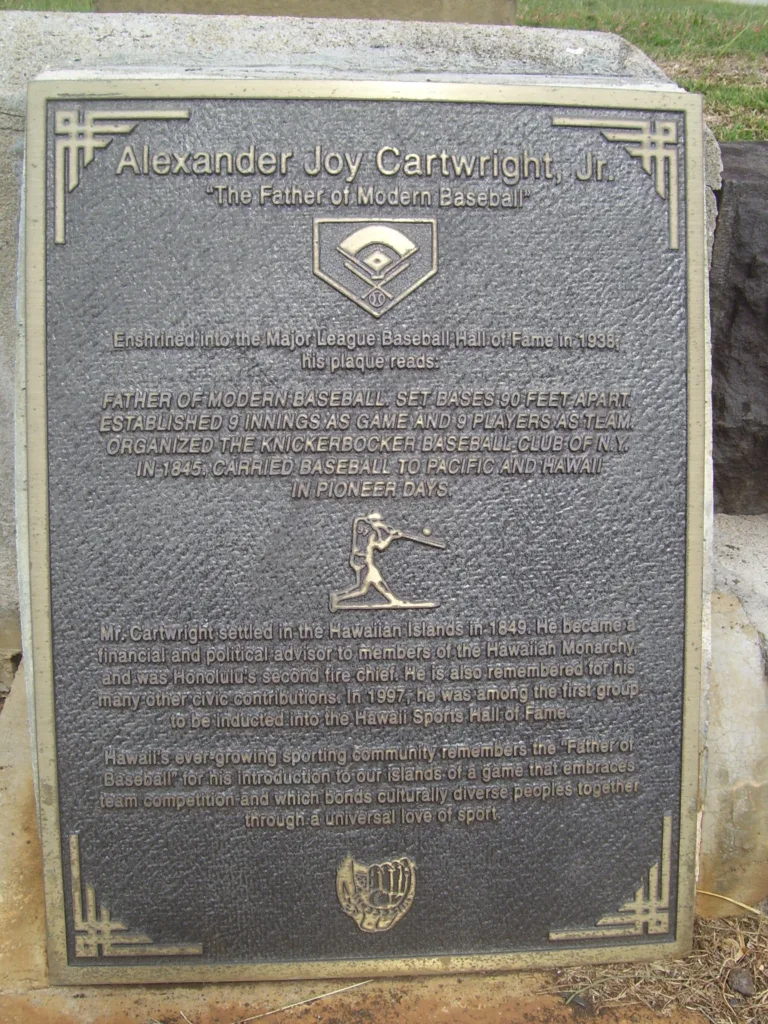 Alexander Joy Cartwright, Jr.
"The Father of Modern Baseball"
Enshrined into the Major League Baseball Hall of Fame in 1938,
his plaque reads:
FATHER OF MODERN BASEBALL. SET BASES 90 FEET APART.
ESTABLISHED 9 INNINGS AS GAME AND 9 PLAYERS AS TEAM.
ORGANIZED THE KNICKERBOCKER BASEBALL CLUB OF N.Y.
IN 1845. CARRIED BASEBALL TO PACIFIC AND HAWAII
IN PIONEER DAYS.
Mr. Cartwright settled in the Hawaiian Islands in 1849. He became a
financial and political advisor to members of the Hawaiian Monarchy,
and was Honolulu's second fire chief. He is also remembered for his
many other civic contributions. In 1997, he was among the first group
to be inducted into the Hawaii Sports Hall of Fame.
Hawaii's ever-growing sporting community remembers the "Father of
Baseball" for his introduction to our islands of a game that embraces
team competition and which bonds culturally diverse peoples together
through a universal love of sport.